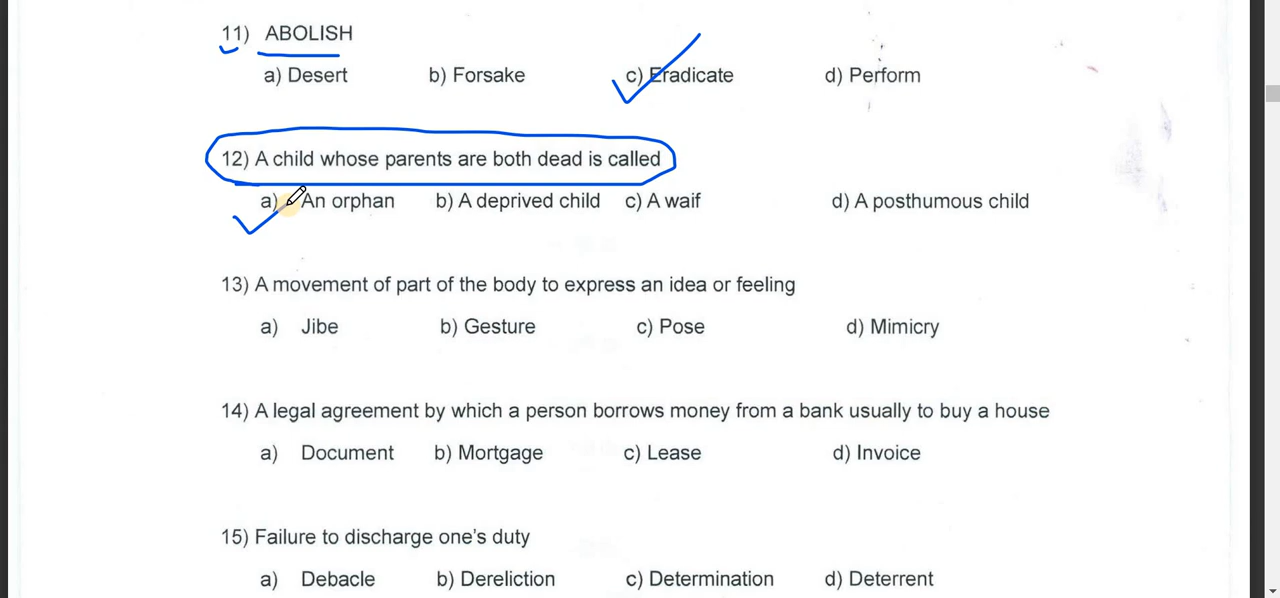 11) ABOLISH
a) Desert b) Forsake c) Eradicate d) Perform
12) A child whose parents are both dead is called
a) An orphan b) A deprived child c) A waif d) A posthumous child
13) A movement of part of the body to express an idea or feeling
a) Jibe b) Gesture c) Pose d) Mimicry
14) A legal agreement by which a person borrows money from a bank usually to buy a house
a) Document b) Mortgage c) Lease d) Invoice
15) Failure to discharge one's duty
a) Debacle b) Dereliction c) Determination d) Deterrent